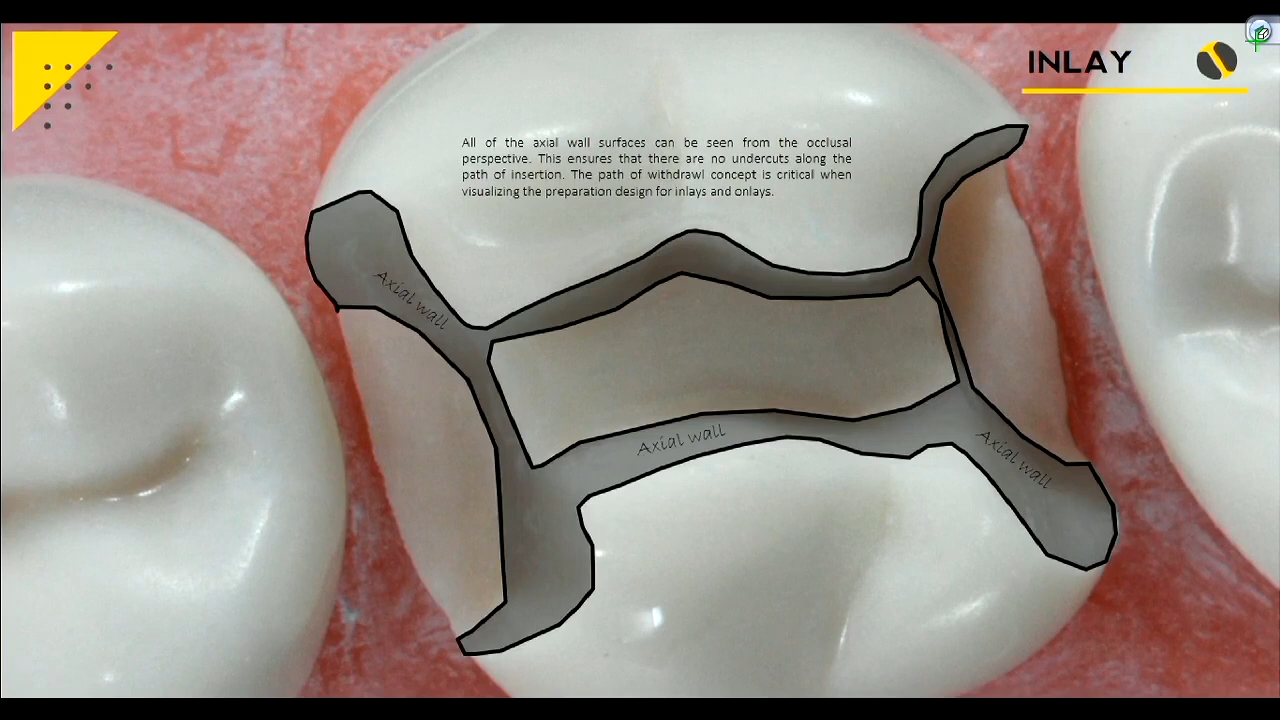 INLAY
All of the axial wall surfaces can be seen from the occlusal
perspective. This ensures that there are no undercuts along the
path of insertion. The path of withdrawl concept is critical when
visualizing the preparation design for inlays and onlays.
Axial wall
Axial wall
Axial wall